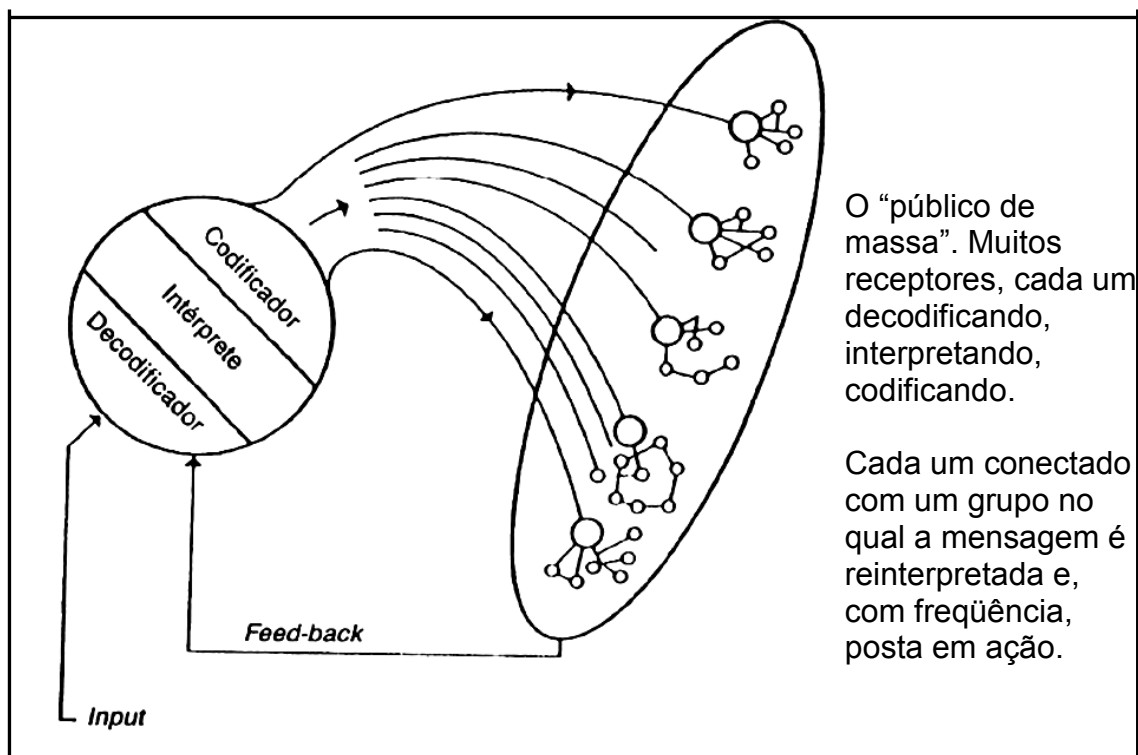 Codificador
Intérprete
Decodificador
O “público de
massa”. Muitos
receptores, cada um
decodificando,
interpretando,
codificando.
Cada um conectado
com um grupo no
qual a mensagem é
reinterpretada e,
com freqüência,
posta em ação.
Feed-back
Input